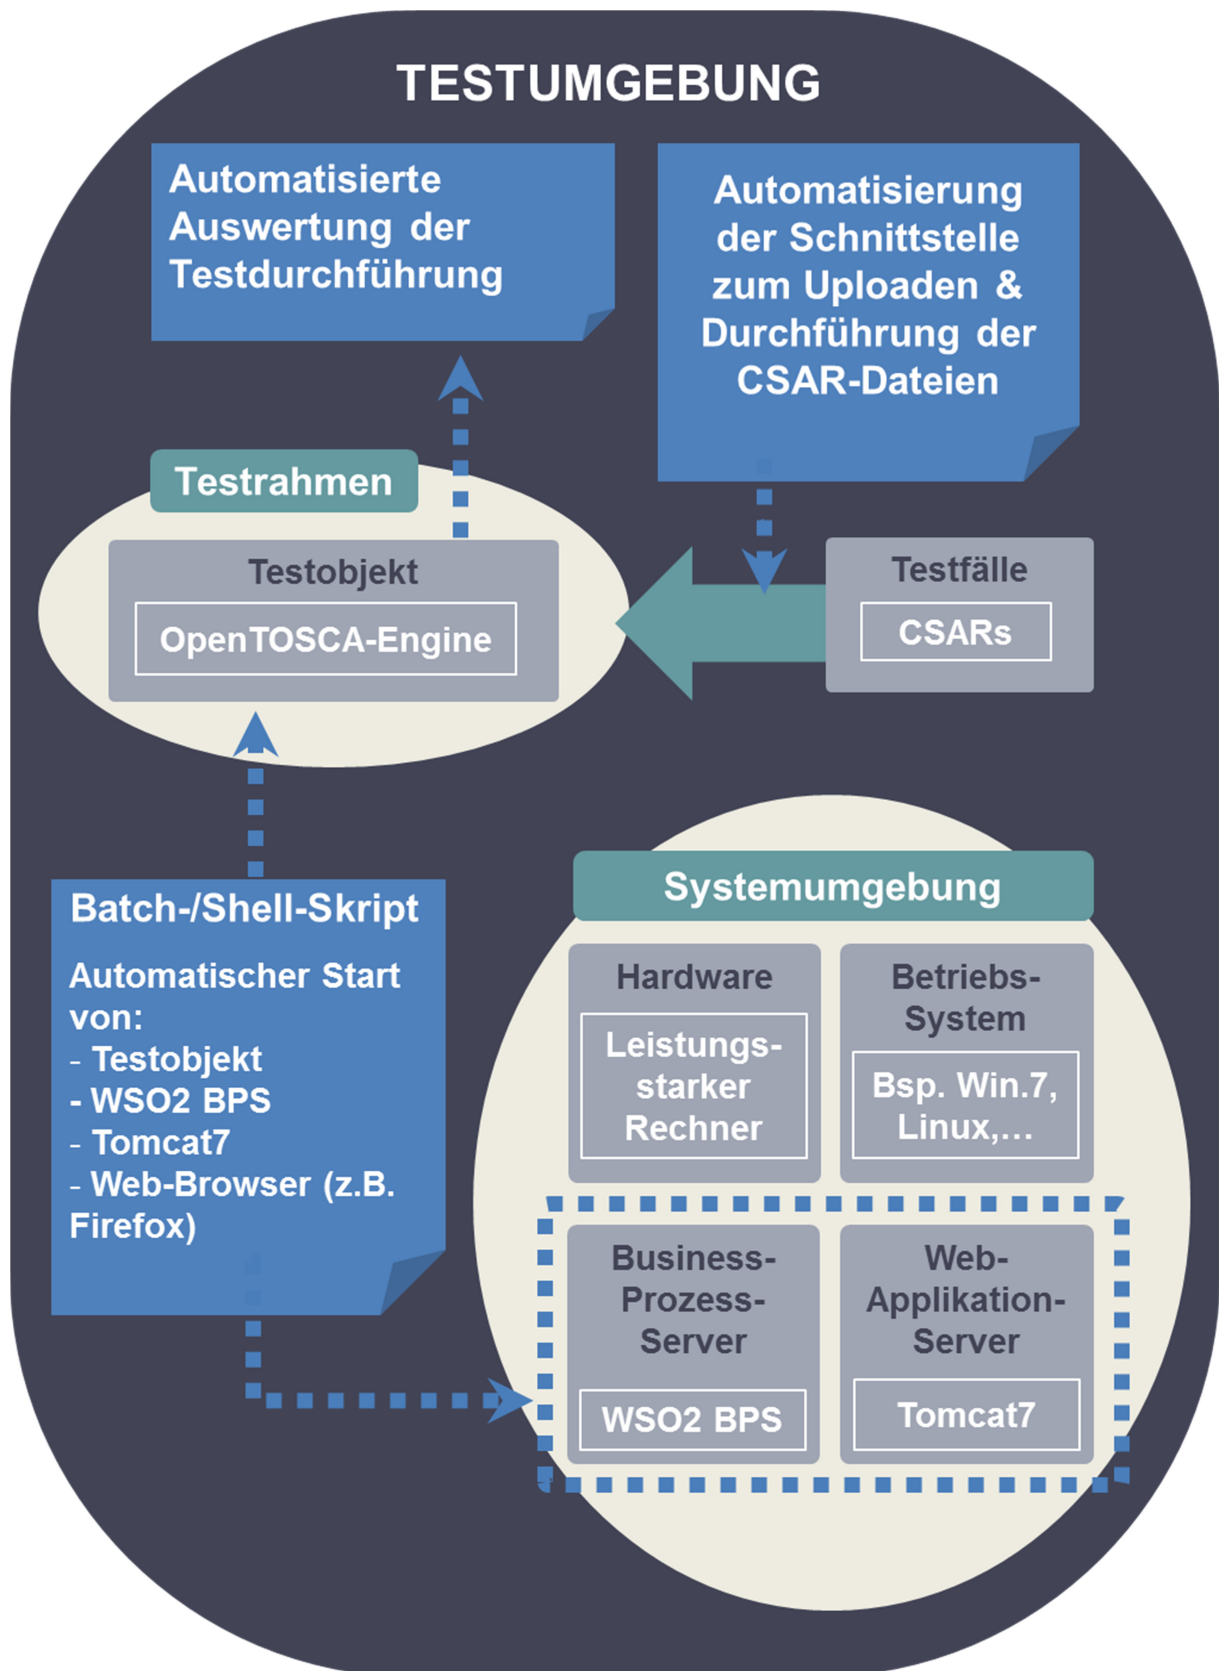 TESTUMGEBUNG
Automatisierte
Auswertung der
Testdurchführung
Automatisierung
der Schnittstelle
zum Uploaden &
Durchführung der
CSAR-Dateien
Testrahmen
Testobjekt
OpenTOSCA-Engine
Testfälle
CSARs
Batch-/Shell-Skript
Automatischer Start
von:
- Testobjekt
- WSO2 BPS
- Tomcat7
- Web-Browser (z.B.
Firefox)
Systemumgebung
Hardware
Leistungs-
starker
Rechner
Betriebs-
System
Bsp. Win.7,
Linux,...
Business-
Prozess-
Server
WSO2 BPS
Web-
Applikation-
Server
Tomcat7